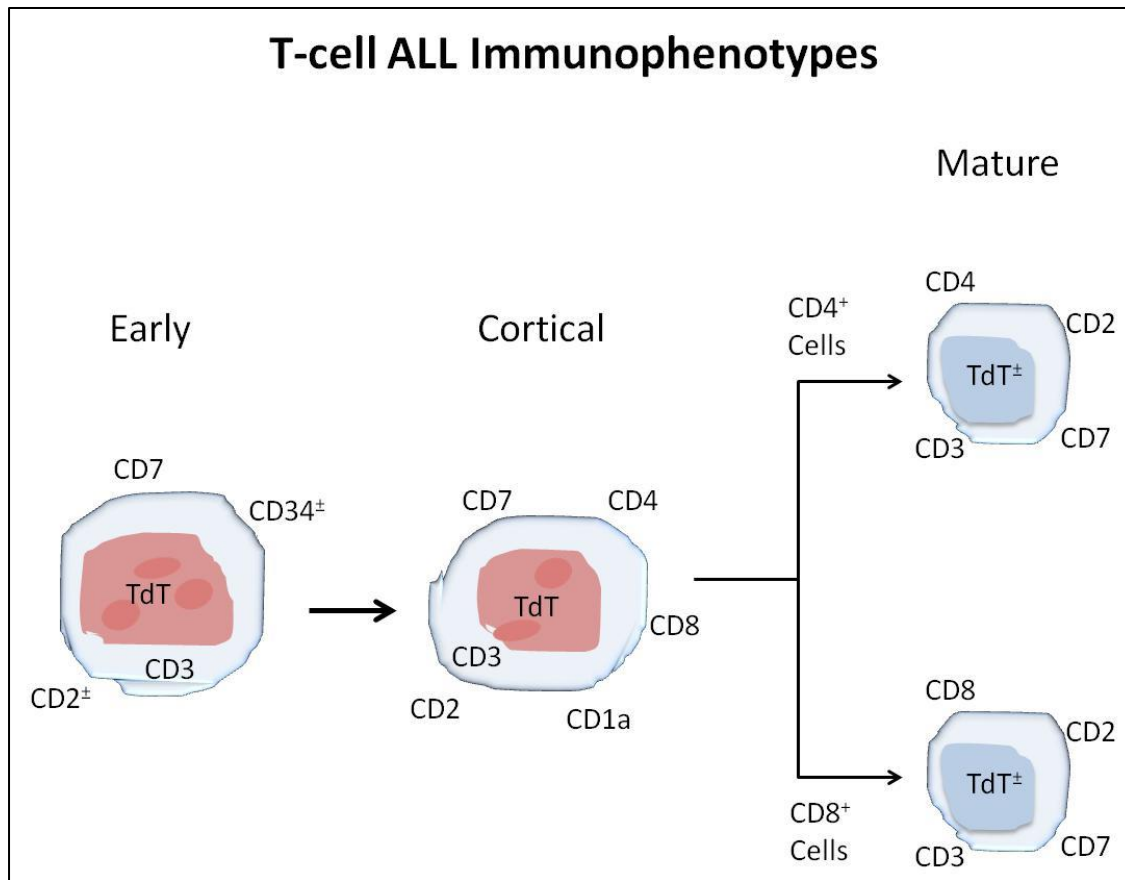 T-cell ALL Immunophenotypes
Early
CD7
CD34±
TdT
CD3
CD2±
Cortical
CD7
CD4
TdT
CD8
CD3
CD2
CD1a
CD4+
Cells
CD8+
Cells
Mature
CD4
CD2
TdT±
CD3
CD7
CD8
CD2
TdT±
CD3
CD7